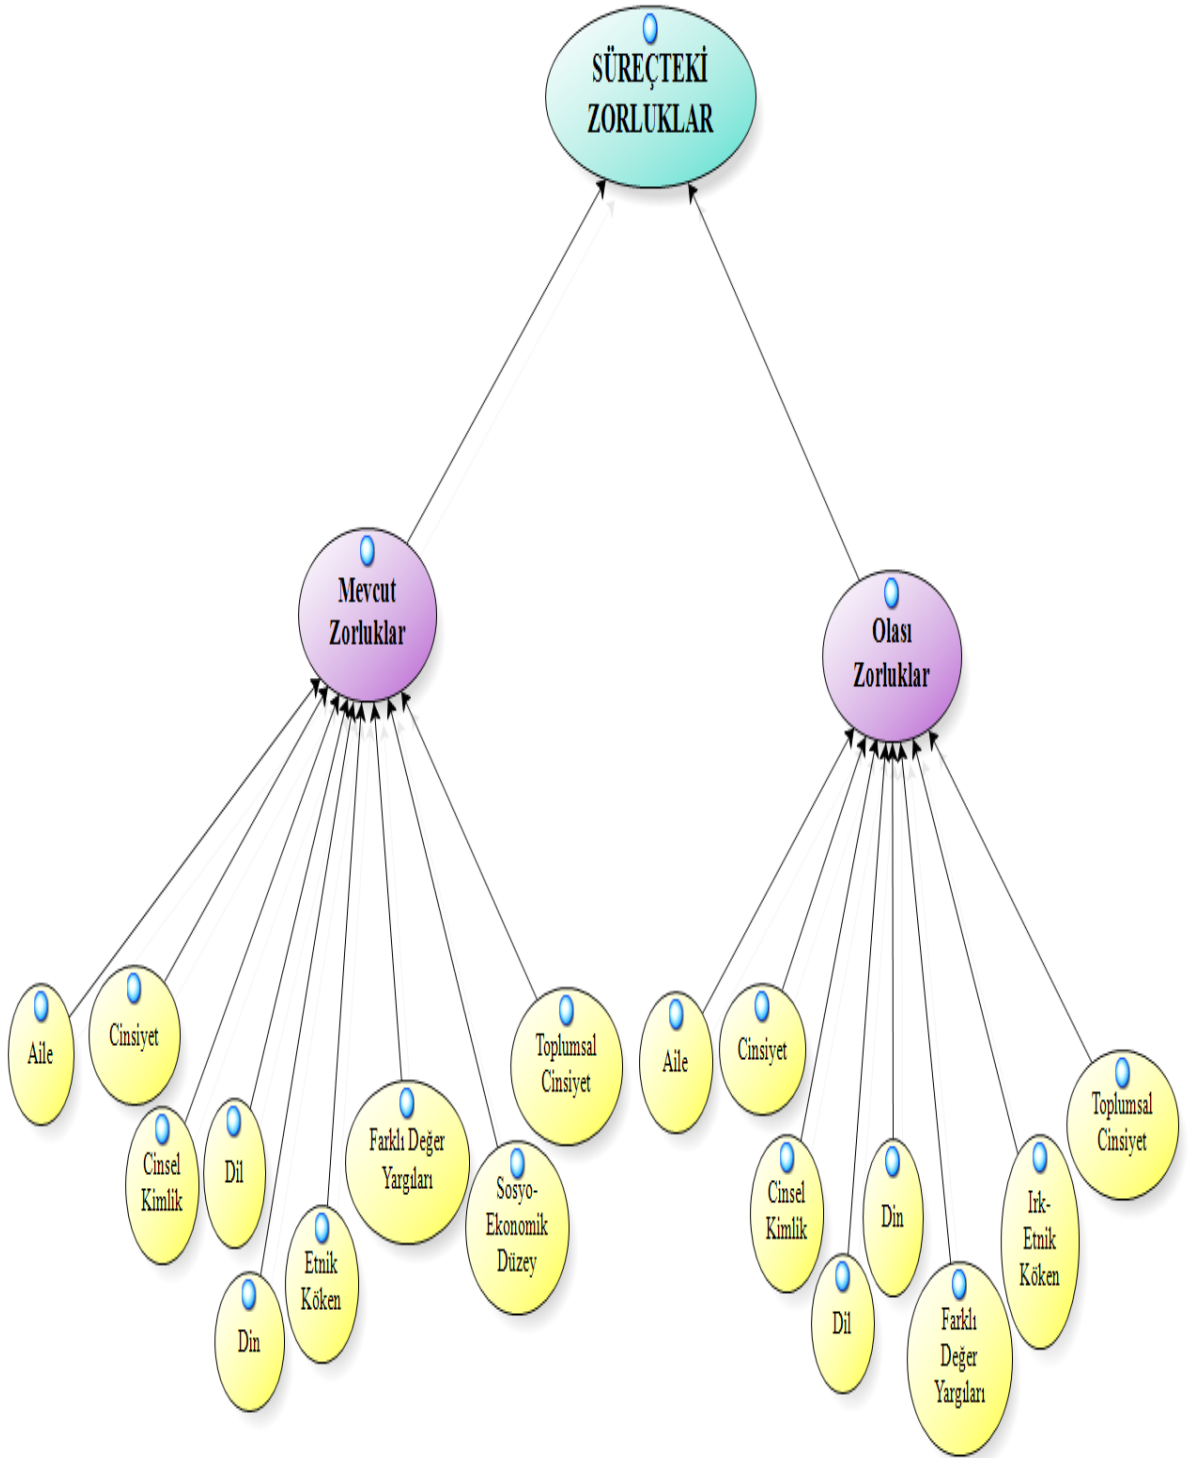 SÜREÇTEKİ
ZORLUKLAR
Mevcut
Zorluklar
Olası
Zorluklar
Aile
Cinsiyet
Cinsel
Kimlik
Dil
Din
Etnik
Köken
Farklı Değer
Yargıları
Sosyo-
Ekonomik
Düzey
Toplumsal
Cinsiyet
Aile
Cinsiyet
Cinsel
Kimlik
Dil
Din
Farklı
Değer
Yargıları
Irk-
Etnik
Köken
Toplumsal
Cinsiyet